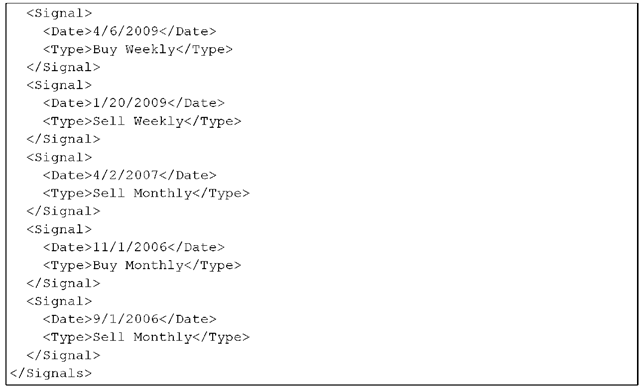 <Signal>
<Date>4/6/2009</Date>
<Type>Buy Weekly</Type>
</Signal>
<Signal>
<Date>1/20/2009</Date>
<Type>Sell Weekly</Type>
</Signal>
<Signal>
<Date>4/2/2007</Date>
<Type>Sell Monthly</Type>
</Signal>
<Signal>
<Date>11/1/2006</Date>
<Type>Buy Monthly</Type>
</Signal>
<Signal>
<Date>9/1/2006</Date>
<Type>Sell Monthly</Type>
</Signal>
</Signals>